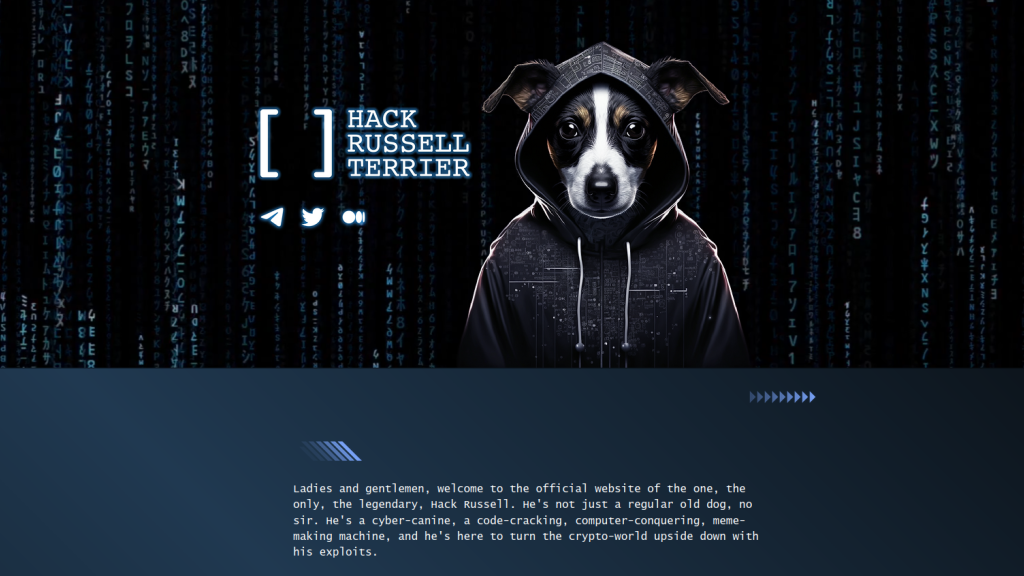 [ ] HACK
RUSSELL
TERRIER
Ladies and gentlemen, welcome to the official website of the one, the
only, the legendary, Hack Russell. He's not just a regular old dog, no
sir. He's a cyber-canine, a code-cracking, computer-conquering, meme-
making machine, and he's here to turn the crypto-world upside down with
his exploits.